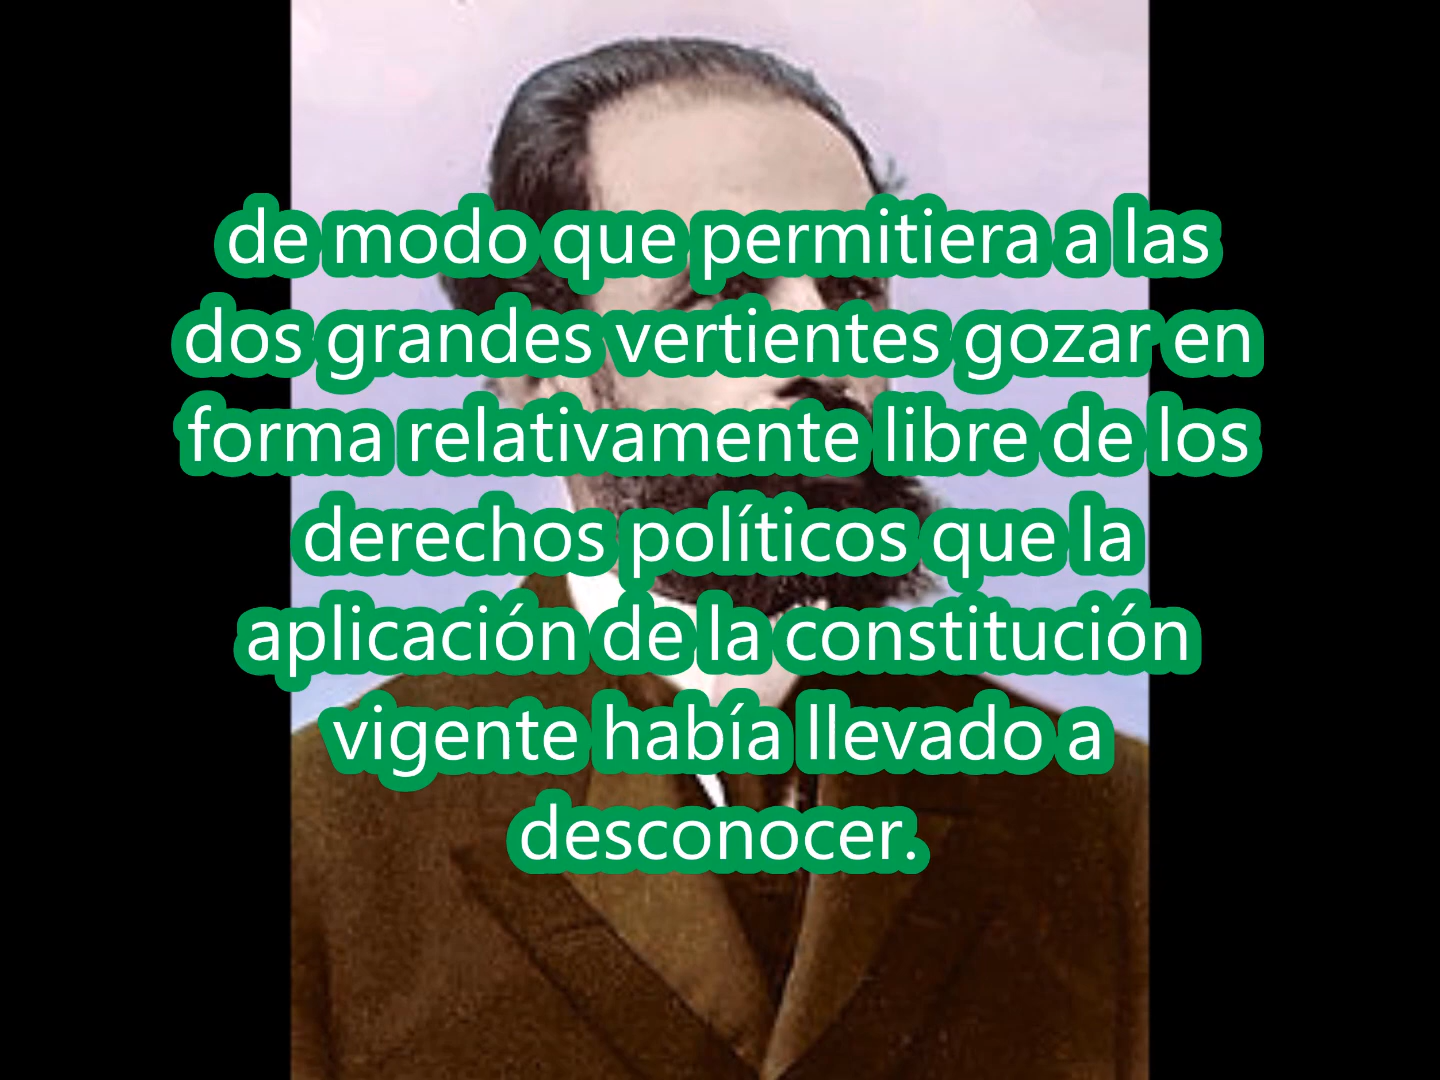 de modo que permitiera a las
dos grandes vertientes gozar en
forma relativamente libre de los
derechos políticos que la
aplicación de la constitución
vigente había llevado a
desconocer.